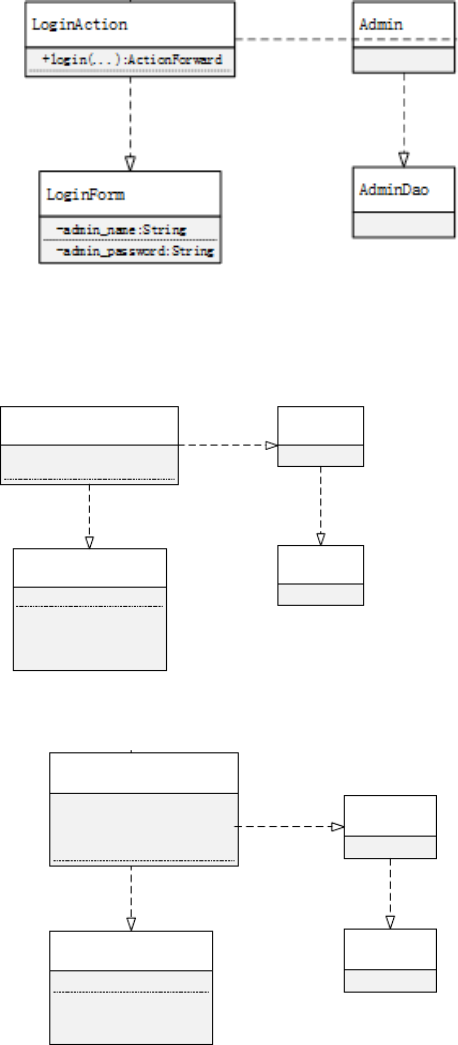 LoginAction
+login(...):ActionForward
Admin
LoginForm
-admin_name:String
-admin_password:String
AdminDao